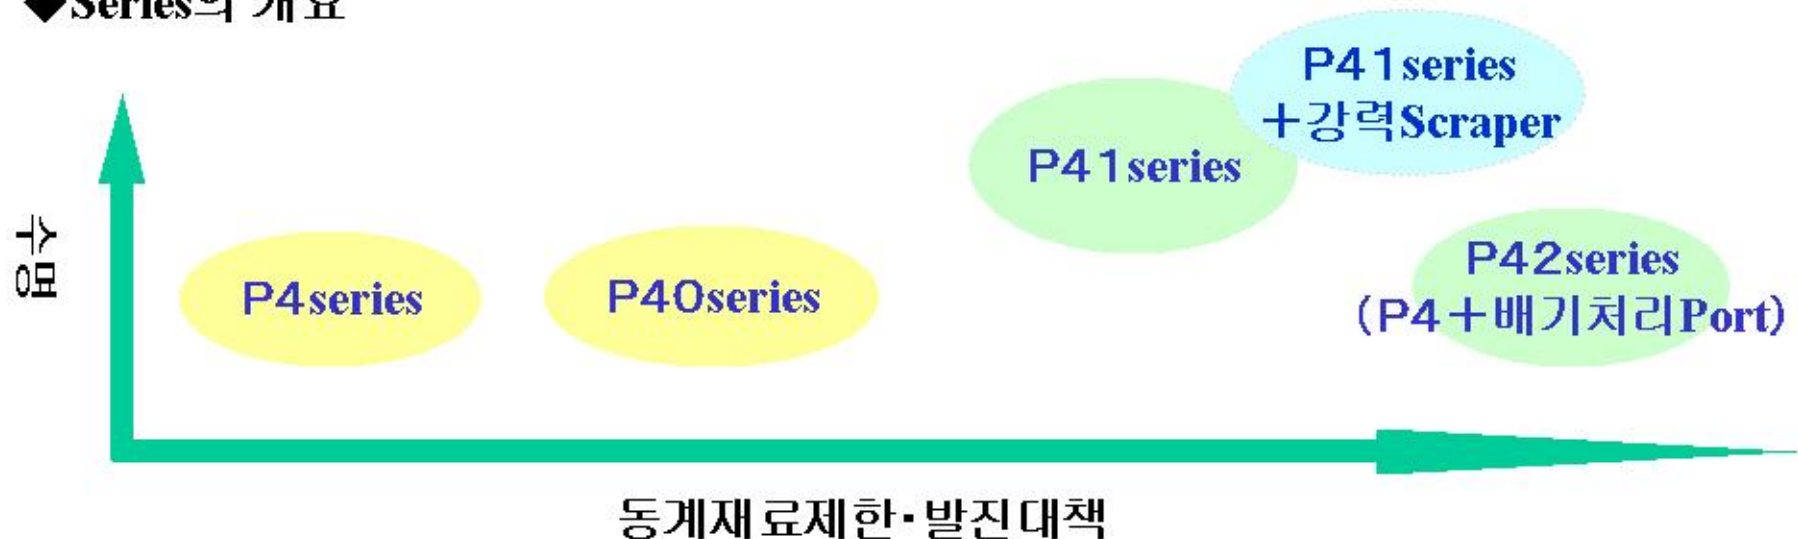 ◆Series의 개요
P41series
+강력Scraper
P41series
수명
P4series
P40series
P42series
(P4+배기처리Port)
동계재료제한·발진대책